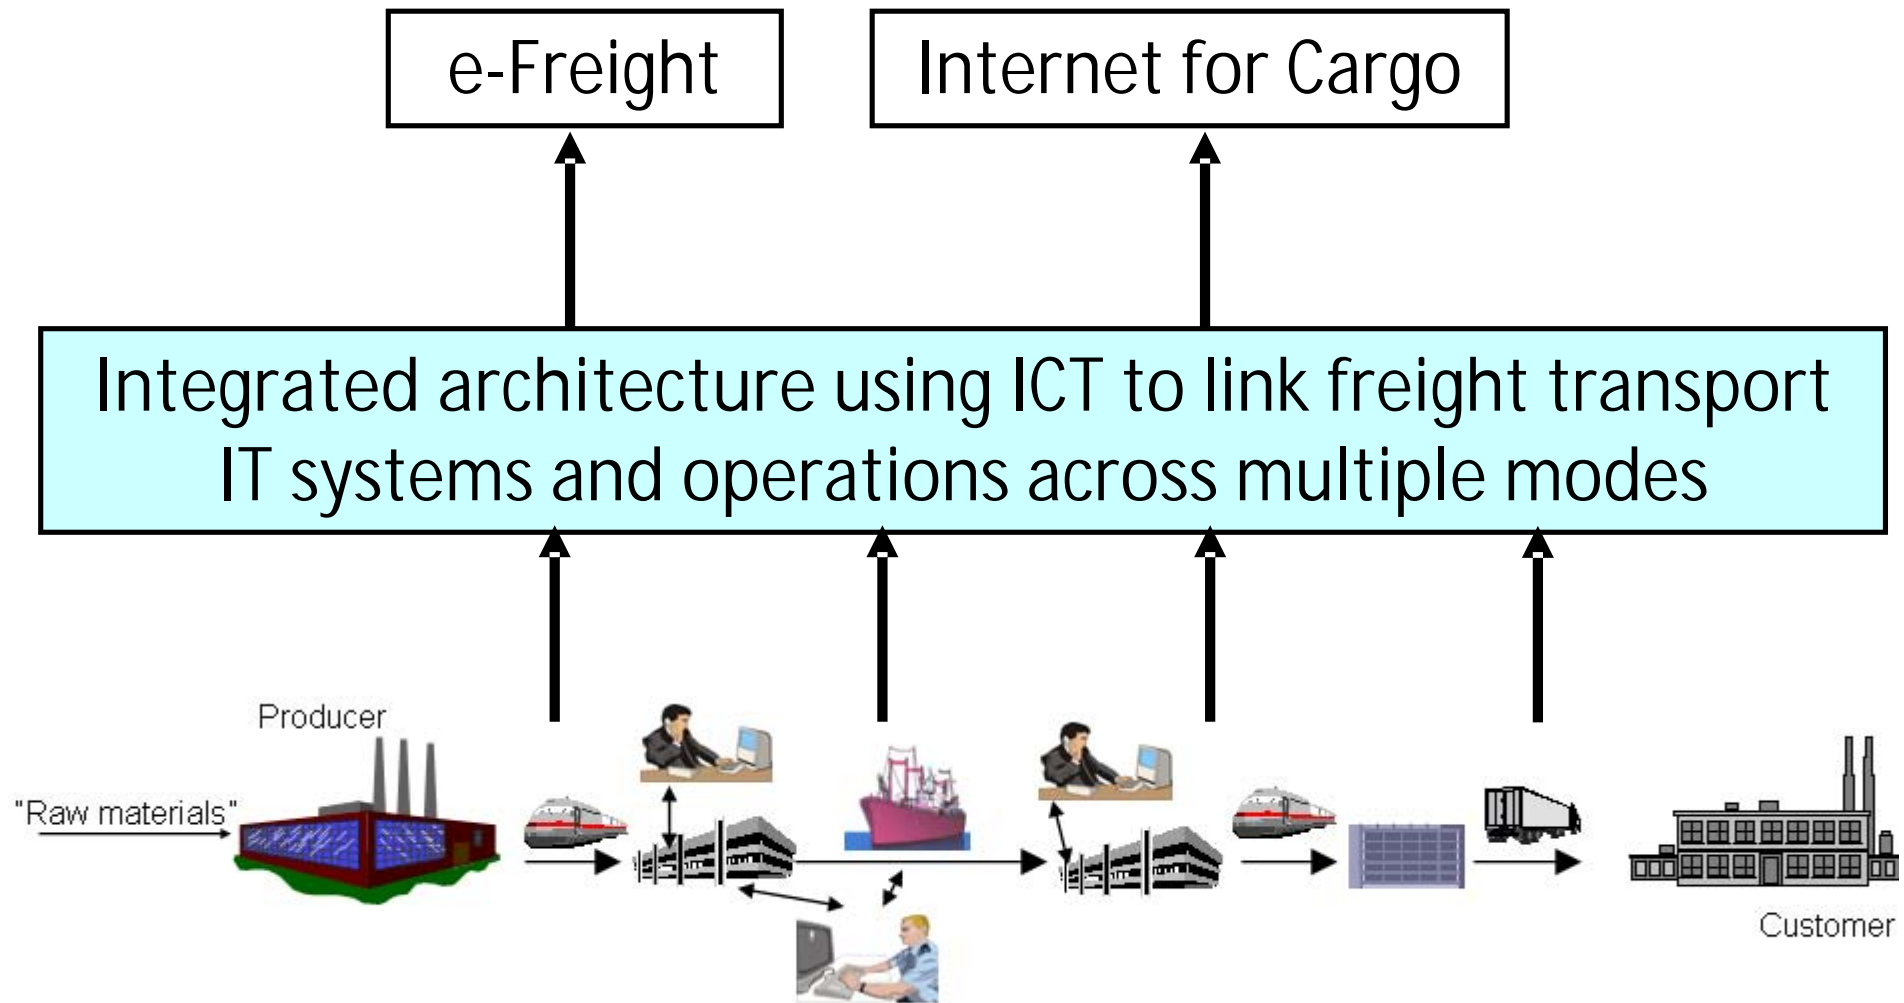 e-Freight
Internet for Cargo
Integrated architecture using ICT to link freight transport
IT systems and operations across multiple modes
Producer
"Raw materials"
Customer